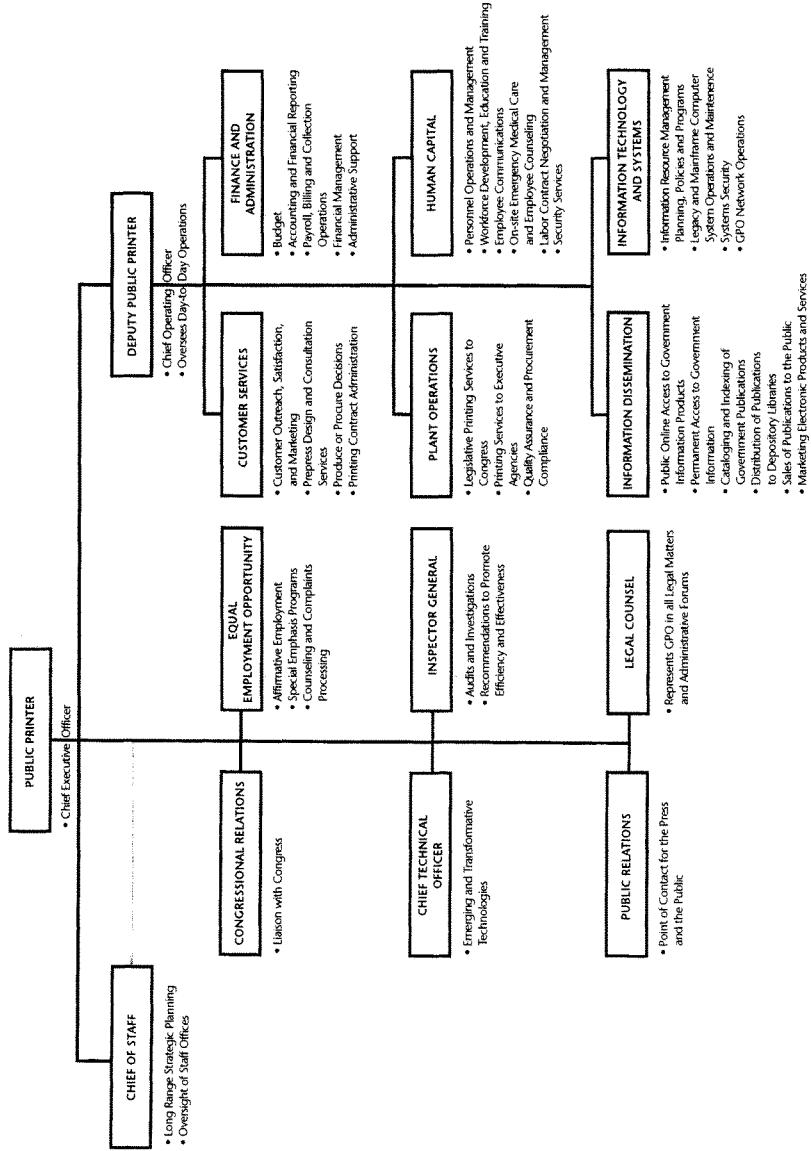 PUBLIC PRINTER
• Chief Executive Officer
CHIEF OF STAFF
• Long Range Strategic Planning
• Oversight of Staff Offices
DEPUTY PUBLIC PRINTER
• Chief Operating Officer
• Oversees Day-to-Day Operations
CONGRESSIONAL RELATIONS
• Liaison with Congress
EQUAL
EMPLOYMENT OPPORTUNITY
• Affirmative Employment
• Special Emphasis Programs
• Counseling and Complaints
Processing
CUSTOMER SERVICES
• Customer Outreach, Satisfaction,
and Marketing
• Prepress Design and Consultation
Services
• Produce or Procure Decisions
• Printing Contract Administration
FINANCE AND
ADMINISTRATION
• Budget
• Accounting and Financial Reporting
• Payroll, Billing and Collection
Operations
• Financial Management
• Administrative Support
CHIEF TECHNICAL
OFFICER
• Emerging and Transformative
Technologies
INSPECTOR GENERAL
• Audits and Investigations
• Recommendations to Promote
Efficiency and Effectiveness
PLANT OPERATIONS
• Legislative Printing Services to
Congress
• Printing Services to Executive
Agencies
• Quality Assurance and Procurement
Compliance
HUMAN CAPITAL
• Personnel Operations and Management
• Workforce Development, Education and Training
• Employee Communications
• On-site Emergency Medical Care
and Employee Counseling
• Labor Contract Negotiation and Management
• Security Services
PUBLIC RELATIONS
• Point of Contact for the Press
and the Public
LEGAL COUNSEL
• Represents GPO in all Legal Matters
and Administrative Forums
INFORMATION DISSEMINATION
• Public Online Access to Government
Information Products
• Permanent Access to Government
Information
• Cataloging and Indexing of
Government Publications
• Distribution of Publications
to Depository Libraries
• Sales of Publications to the Public
• Marketing Electronic Products and Services
INFORMATION TECHNOLOGY
AND SYSTEMS
• Information Resource Management
Planning, Policies and Programs
• Legacy and Mainframe Computer
System Operations and Maintenence
• Systems Security
• GPO Network Operations